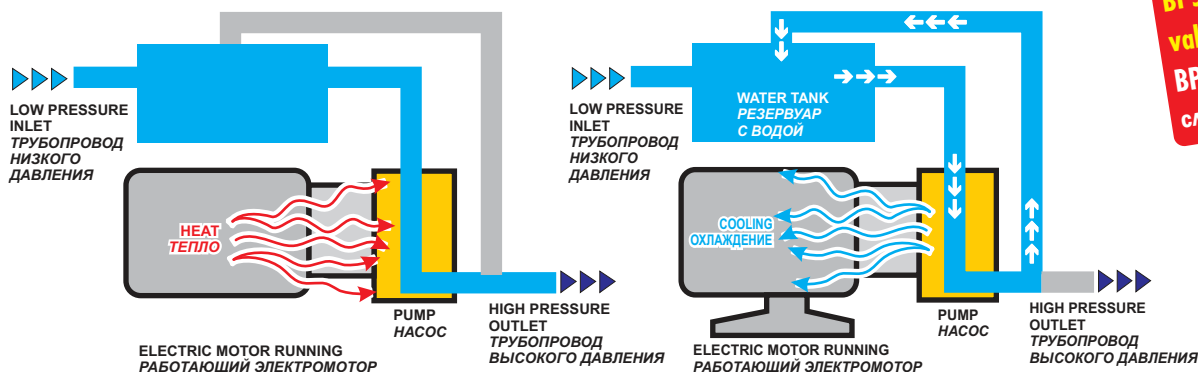 LOW PRESSURE
INLET
ТРУБОПРОВОД
НИЗКОГО
ДАВЛЕНИЯ
HEAT
ТЕПЛО
PUMP
НАСОС
HIGH PRESSURE
OUTLET
ТРУБОПРОВОД
ВЫСОКОГО ДАВЛЕНИЯ
ELECTRIC MOTOR RUNNING
РАБОТАЮЩИЙ ЭЛЕКТРОМОТОР
LOW PRESSURE
INLET
ТРУБОПРОВОД
НИЗКОГО
ДАВЛЕНИЯ
WATER TANK
РЕЗЕРВУАР
С ВОДОЙ
COOLING
ОХЛАЖДЕНИЕ
PUMP
НАСОС
HIGH PRESSURE
OUTLET
ТРУБОПРОВОД
ВЫСОКОГО ДАВЛЕНИЯ
ELECTRIC MOTOR RUNNING
РАБОТАЮЩИЙ ЭЛЕКТРОМОТОР